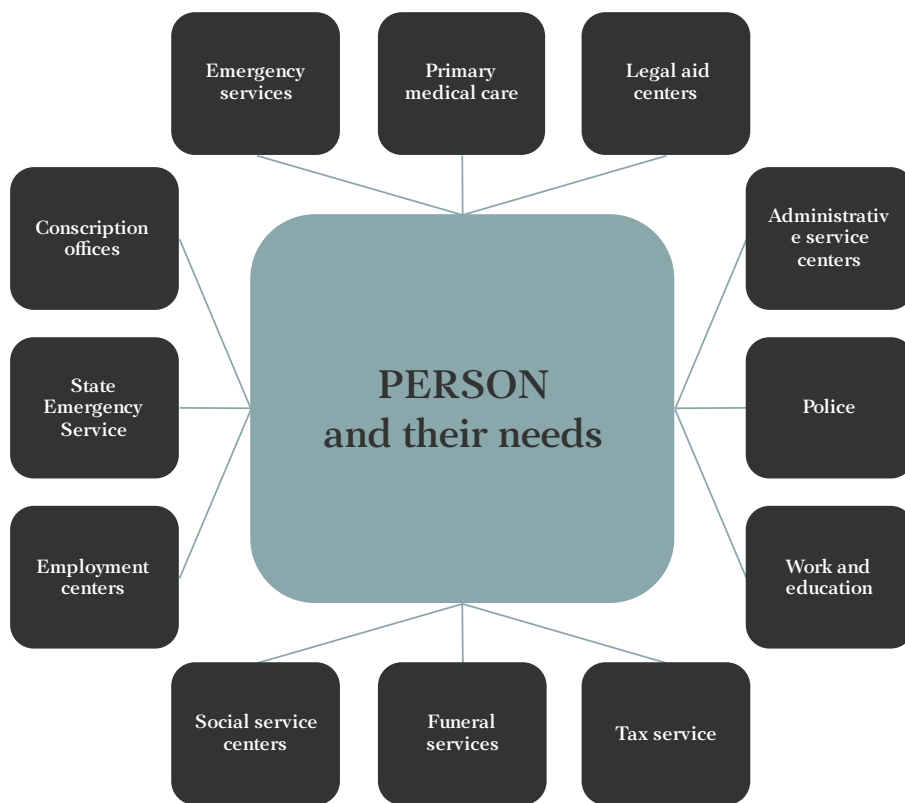 Emergency
services
Primary
medical care
Legal aid
centers
Conscription
offices
Administrativ
e service
centers
State
Emergency
Service
PERSON
and their needs
Police
Employment
centers
Work and
education
Social service
centers
Funeral
services
Tax service